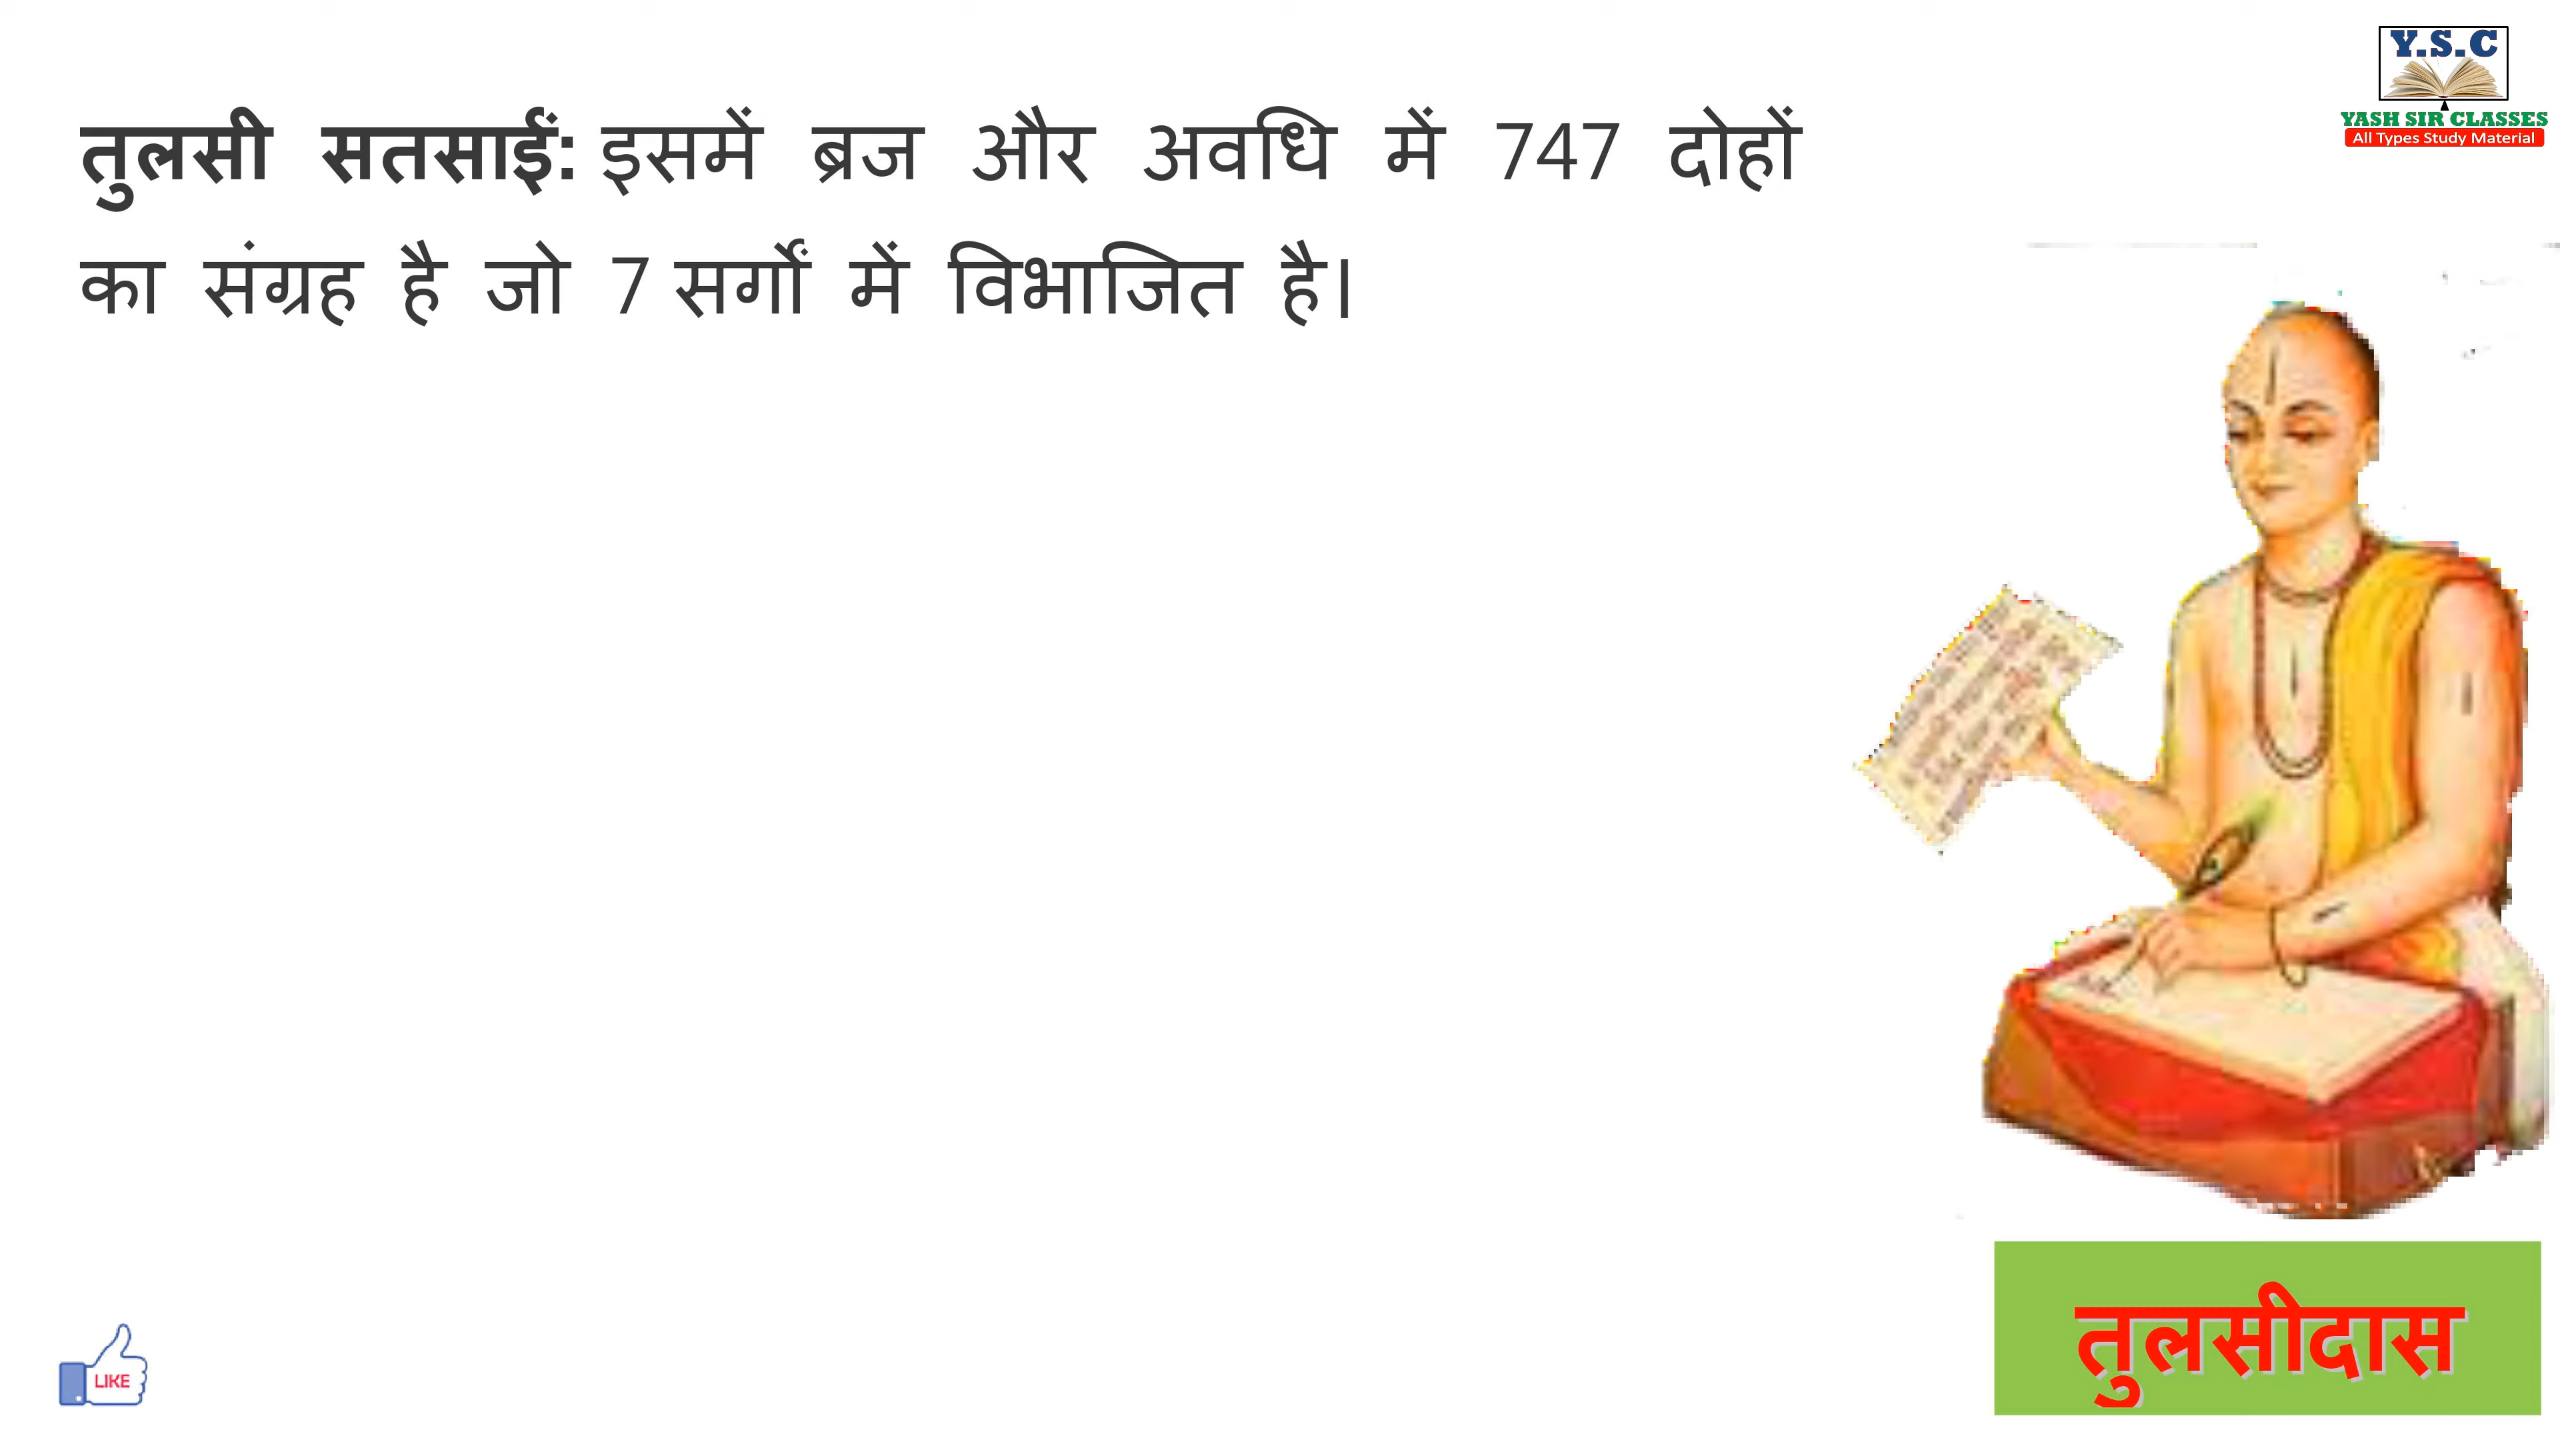 Y.S.C
YASH SIR CLASSES
All Types Study Material
तुलसी सतसाईं: इसमें ब्रज और अवधि में 747 दोहों
का संग्रह है जो 7 सर्गों में विभाजित है।
LIKE
तुलसीदास